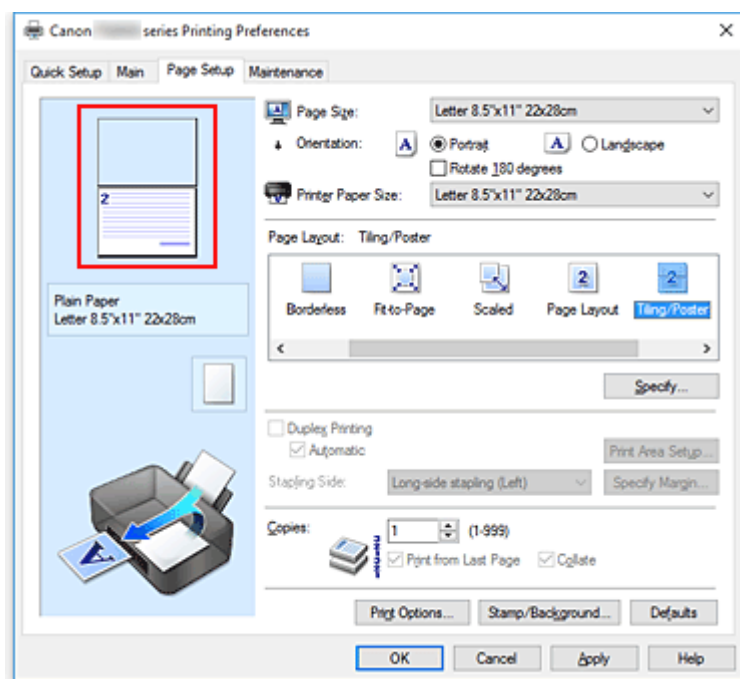 Canon series Printing Preferences
Quick Setup Main Page Setup Maintenance
2
Plain Paper
Letter 8.5"x11" 22x28cm
A
Page Size: Letter 8.5"x11" 22x28cm
Orientation: A Portrait A Landscape
Rotate 180 degrees
Printer Paper Size: Letter 8.5"x11" 22x28cm
Page Layout: Tiling/Poster
2 2
Borderless Fit-to-Page Scaled Page Layout Tiling/Poster
Specify...
Duplex Printing
Automatic Print Area Setup...
Stapling Side: Long-side stapling (Left) Specify Margin...
Copies: 1 (1-999)
Print from Last Page Collate
Print Options... Stamp/Background... Defaults
OK Cancel Apply Help